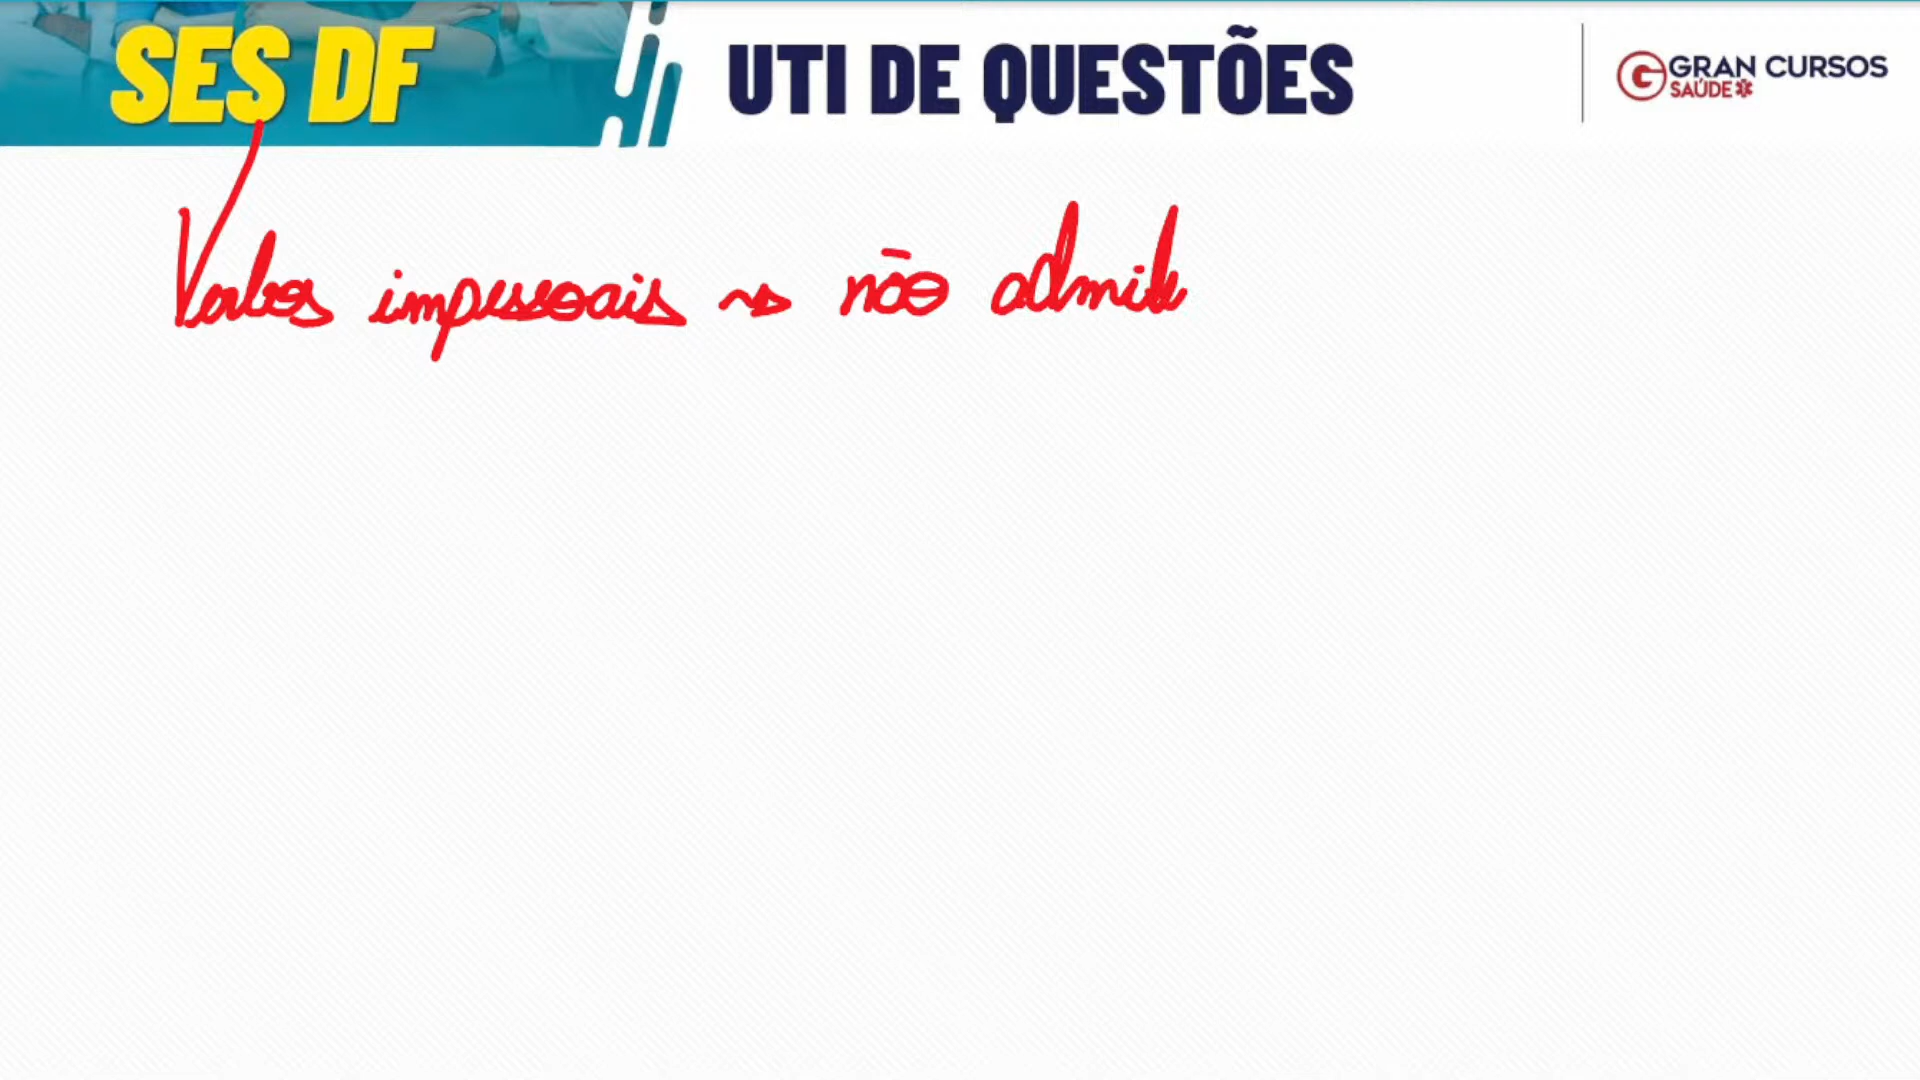 SES DF
UTI DE QUESTÕES
GRAN CURSOS
SAÚDE
Verbos impessoais → não admite